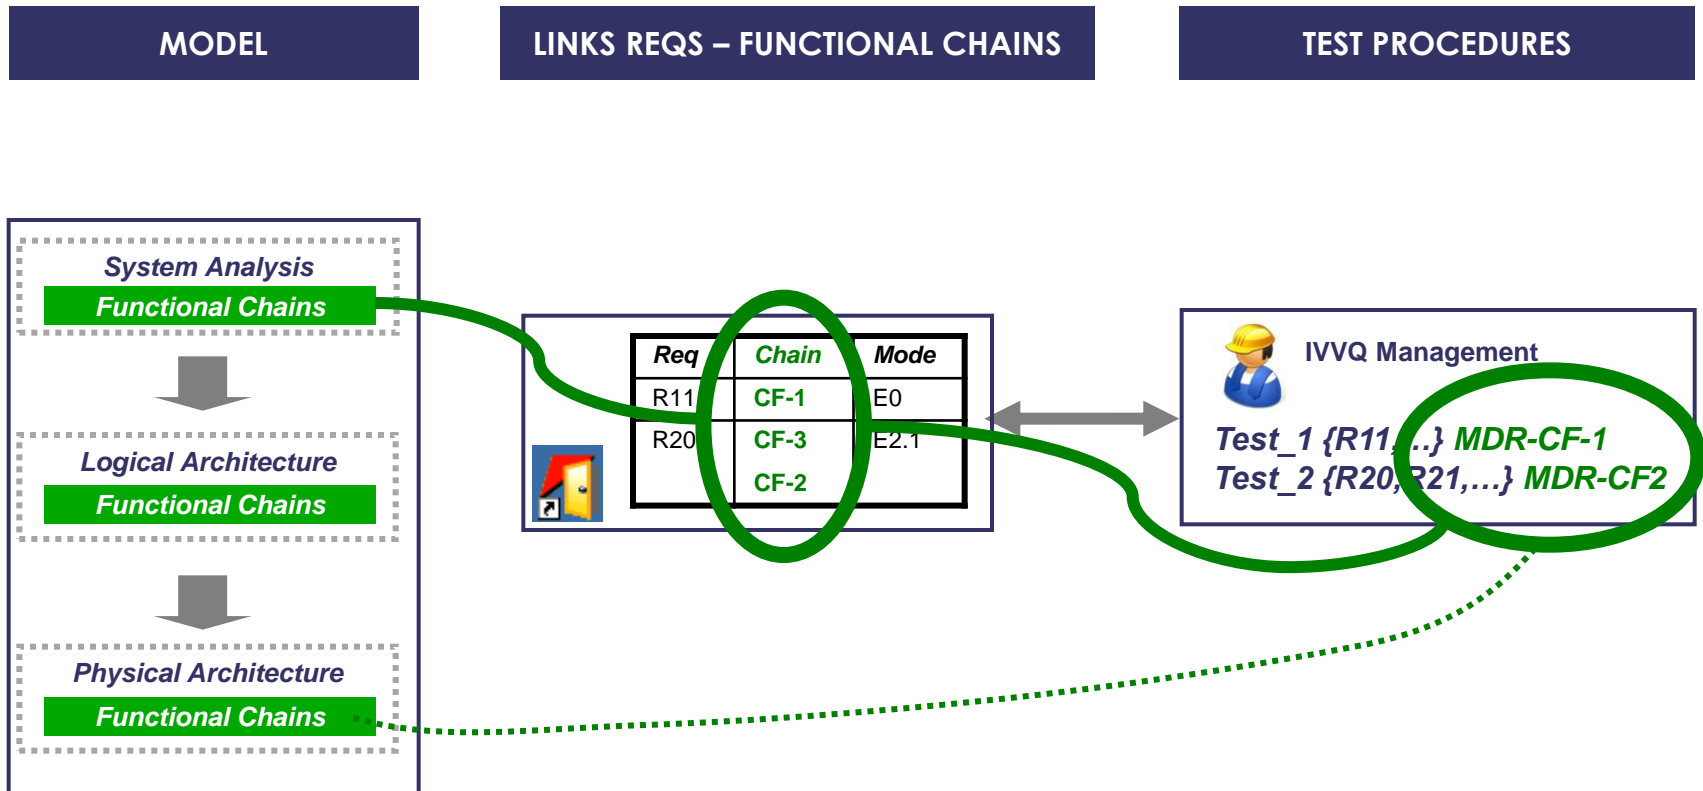 MODEL
LINKS REQS – FUNCTIONAL CHAINS
TEST PROCEDURES
System Analysis
Functional Chains
Logical Architecture
Functional Chains
Physical Architecture
Functional Chains
Req Chain Mode
R11 CF-1 E0
R20 CF-3 E2.1
CF-2
IVVQ Management
Test_1 {R11,...} MDR-CF-1
Test_2 {R20,R21,...} MDR-CF2